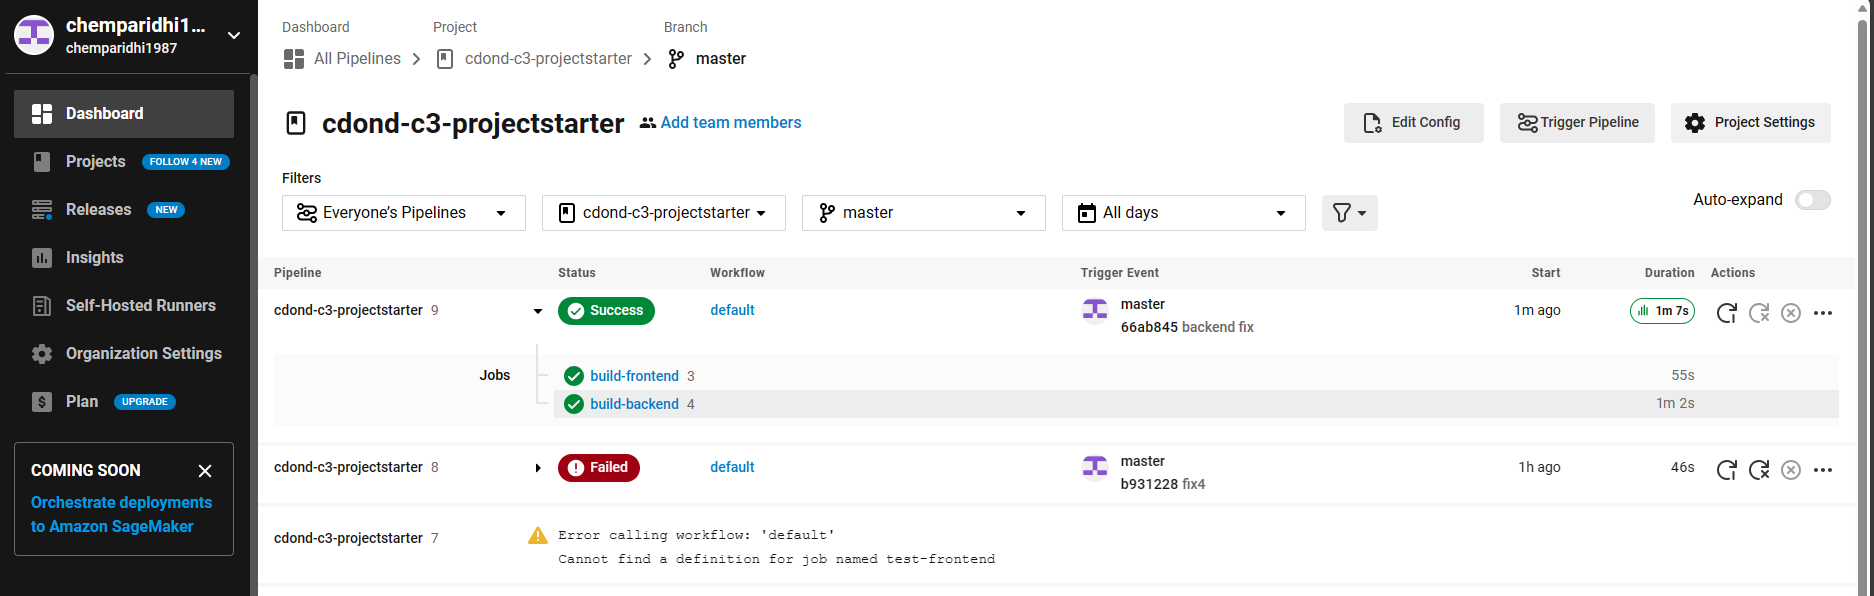 chemparidhi1...
chemparidhi1987
Dashboard
Projects FOLLOW 4 NEW
Releases NEW
Insights
Self-Hosted Runners
Organization Settings
Plan UPGRADE
COMING SOON
Orchestrate deployments
to Amazon SageMaker
Dashboard Project Branch
All Pipelines cdond-c3-projectstarter master
cdond-c3-projectstarter Add team members Edit Config Trigger Pipeline Project Settings
Filters
Everyone's Pipelines cdond-c3-projectstarter master All days Auto-expand
Pipeline Status Workflow Trigger Event Start Duration Actions
cdond-c3-projectstarter 9 Success default master 1m ago 1m 7s
66ab845 backend fix
Jobs build-frontend 3 55s
build-backend 4 1m 2s
cdond-c3-projectstarter 8 Failed default master 1h ago 46s
b931228 fix4
cdond-c3-projectstarter 7 Error calling workflow: 'default'
Cannot find a definition for job named test-frontend